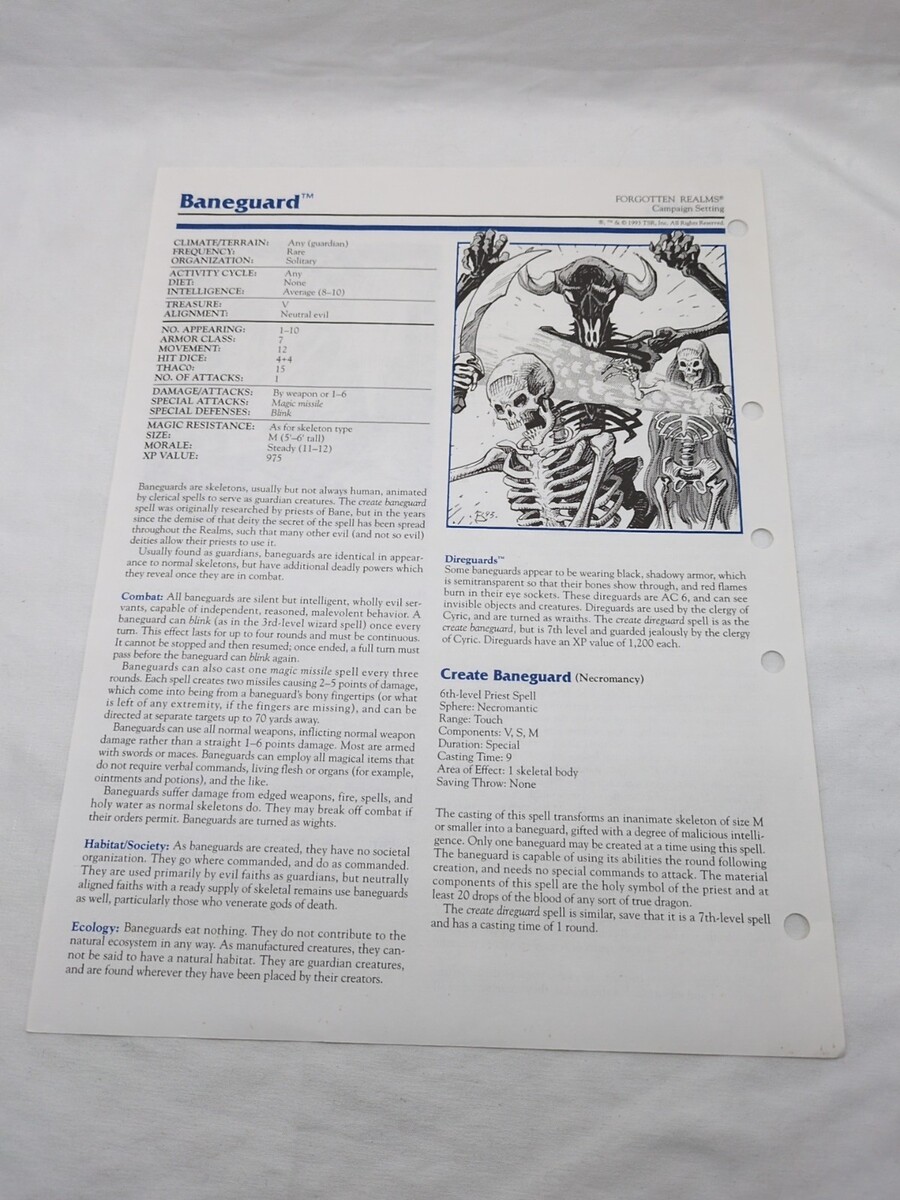 Baneguard™
FORGOTTEN REALMS®
Campaign Setting
®, ™ & © 1993 TSR, Inc. All Rights Reserved.
CLIMATE/TERRAIN: Any (guardian)
FREQUENCY: Rare
ORGANIZATION: Solitary
ACTIVITY CYCLE: Any
DIET: None
INTELLIGENCE: Average (8–10)
TREASURE: V
ALIGNMENT: Neutral evil
NO. APPEARING: 1–10
ARMOR CLASS: 7
MOVEMENT: 12
HIT DICE: 4+4
THAC0: 15
NO. OF ATTACKS: 1
DAMAGE/ATTACKS: By weapon or 1–6
SPECIAL ATTACKS: Magic missile
SPECIAL DEFENSES: Blink
MAGIC RESISTANCE: As for skeleton type
SIZE: M (5'–6' tall)
MORALE: Steady (11–12)
XP VALUE: 975
Baneguards are skeletons, usually but not always human, animated
by clerical spells to serve as guardian creatures. The create baneguard
spell was originally researched by priests of Bane, but in the years
since the demise of that deity the secret of the spell has been spread
throughout the Realms, such that many other evil (and not so evil)
deities allow their priests to use it.
Usually found as guardians, baneguards are identical in appear-
ance to normal skeletons, but have additional deadly powers which
they reveal once they are in combat.
Combat: All baneguards are silent but intelligent, wholly evil ser-
vants, capable of independent, reasoned, malevolent behavior. A
baneguard can blink (as in the 3rd-level wizard spell) once every
turn. This effect lasts for up to four rounds and must be continuous.
It cannot be stopped and then resumed; once ended, a full turn must
pass before the baneguard can blink again.
Baneguards can also cast one magic missile spell every three
rounds. Each spell creates two missiles causing 2–5 points of damage,
which come into being from a baneguard's bony fingertips (or what
is left of any extremity, if the fingers are missing), and can be
directed at separate targets up to 70 yards away.
Baneguards can use all normal weapons, inflicting normal weapon
damage rather than a straight 1–6 points damage. Most are armed
with swords or maces. Baneguards can employ all magical items that
do not require verbal commands, living flesh or organs (for example,
ointments and potions), and the like.
Baneguards suffer damage from edged weapons, fire, spells, and
holy water as normal skeletons do. They may break off combat if
their orders permit. Baneguards are turned as wights.
Habitat/Society: As baneguards are created, they have no societal
organization. They go where commanded, and do as commanded.
They are used primarily by evil faiths as guardians, but neutrally
aligned faiths with a ready supply of skeletal remains use baneguards
as well, particularly those who venerate gods of death.
Ecology: Baneguards eat nothing. They do not contribute to the
natural ecosystem in any way. As manufactured creatures, they can-
not be said to have a natural habitat. They are guardian creatures,
and are found wherever they have been placed by their creators.
Direguards™
Some baneguards appear to be wearing black, shadowy armor, which
is semitransparent so that their bones show through, and red flames
burn in their eye sockets. These direguards are AC 6, and can see
invisible objects and creatures. Direguards are used by the clergy of
Cyric, and are turned as wraiths. The create direguard spell is as the
create baneguard, but is 7th level and guarded jealously by the clergy
of Cyric. Direguards have an XP value of 1,200 each.
Create Baneguard (Necromancy)
6th-level Priest Spell
Sphere: Necromantic
Range: Touch
Components: V, S, M
Duration: Special
Casting Time: 9
Area of Effect: 1 skeletal body
Saving Throw: None
The casting of this spell transforms an inanimate skeleton of size M
or smaller into a baneguard, gifted with a degree of malicious intelli-
gence. Only one baneguard may be created at a time using this spell.
The baneguard is capable of using its abilities the round following
creation, and needs no special commands to attack. The material
components of this spell are the holy symbol of the priest and at
least 20 drops of the blood of any sort of true dragon.
The create direguard spell is similar, save that it is a 7th-level spell
and has a casting time of 1 round.